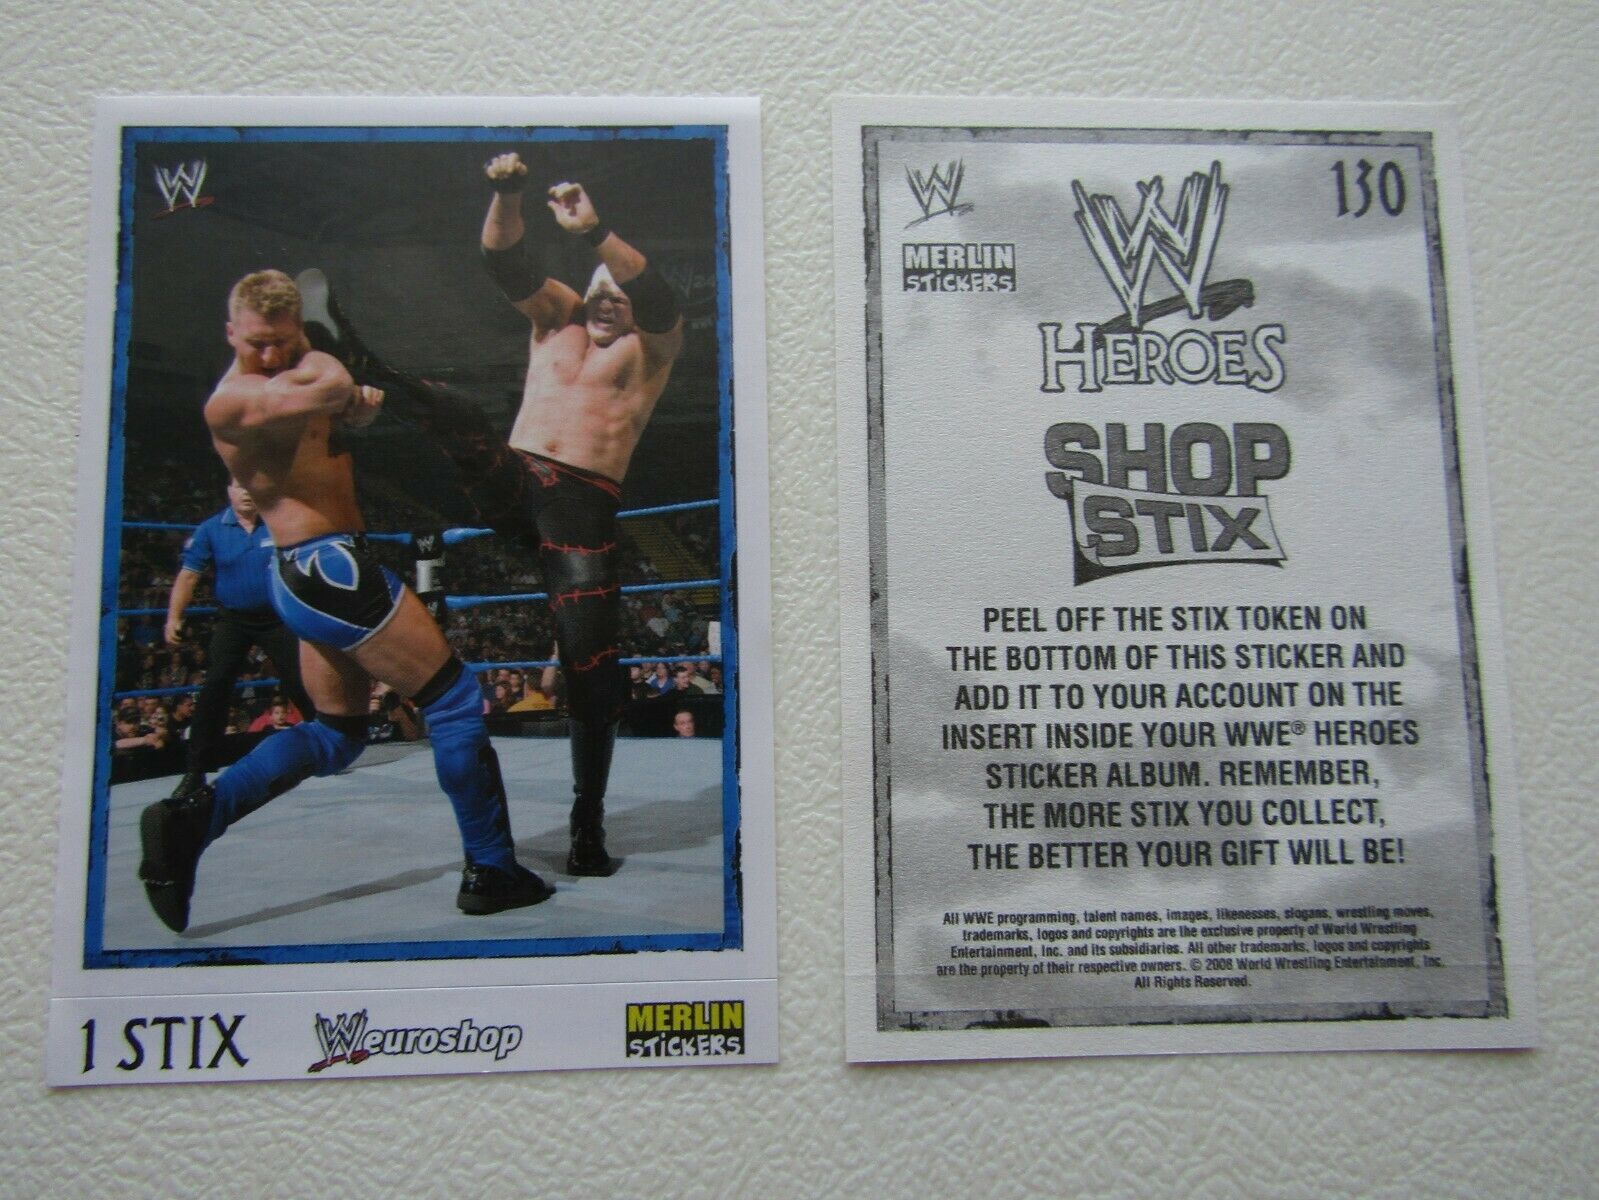 W
1 STIX
W euroshop
MERLIN
STICKERS
W
130
MERLIN
STICKERS
W
HEROES
SHOP
STIX
PEEL OFF THE STIX TOKEN ON
THE BOTTOM OF THIS STICKER AND
ADD IT TO YOUR ACCOUNT ON THE
INSERT INSIDE YOUR WWE® HEROES
STICKER ALBUM. REMEMBER,
THE MORE STIX YOU COLLECT,
THE BETTER YOUR GIFT WILL BE!
All WWE programming, talent names, images, likenesses, slogans, wrestling moves,
trademarks, logos and copyrights are the exclusive property of World Wrestling
Entertainment, Inc. and its subsidiaries. All other trademarks, logos and copyrights
are the property of their respective owners. © 2008 World Wrestling Entertainment, Inc.
All Rights Reserved.